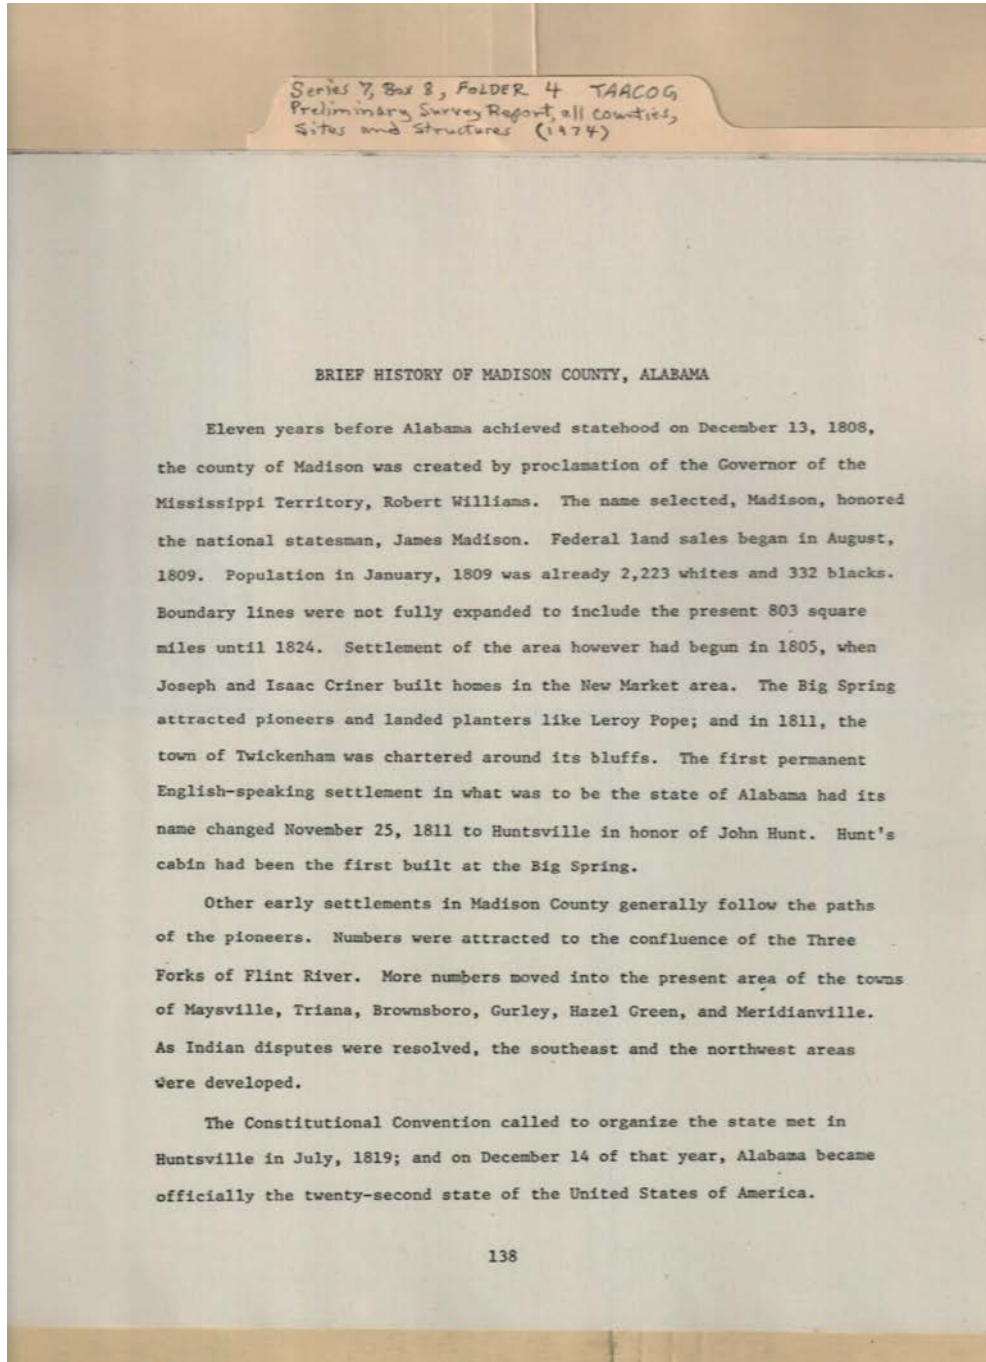 Series 7, Box 8, FOLDER 4 TAACOG
Preliminary Survey Report, all counties,
Sites and Structures (1974)
BRIEF HISTORY OF MADISON COUNTY, ALABAMA
Eleven years before Alabama achieved statehood on December 13, 1808,
the county of Madison was created by proclamation of the Governor of the
Mississippi Territory, Robert Williams. The name selected, Madison, honored
the national statesman, James Madison. Federal land sales began in August,
1809. Population in January, 1809 was already 2,223 whites and 332 blacks.
Boundary lines were not fully expanded to include the present 803 square
miles until 1824. Settlement of the area however had begun in 1805, when
Joseph and Isaac Criner built homes in the New Market area. The Big Spring
attracted pioneers and landed planters like Leroy Pope; and in 1811, the
town of Twickenham was chartered around its bluffs. The first permanent
English-speaking settlement in what was to be the state of Alabama had its
name changed November 25, 1811 to Huntsville in honor of John Hunt. Hunt's
cabin had been the first built at the Big Spring.
Other early settlements in Madison County generally follow the paths
of the pioneers. Numbers were attracted to the confluence of the Three
Forks of Flint River. More numbers moved into the present area of the towns
of Maysville, Triana, Brownsboro, Gurley, Hazel Green, and Meridianville.
As Indian disputes were resolved, the southeast and the northwest areas
were developed.
The Constitutional Convention called to organize the state met in
Huntsville in July, 1819; and on December 14 of that year, Alabama became
officially the twenty-second state of the United States of America.
138